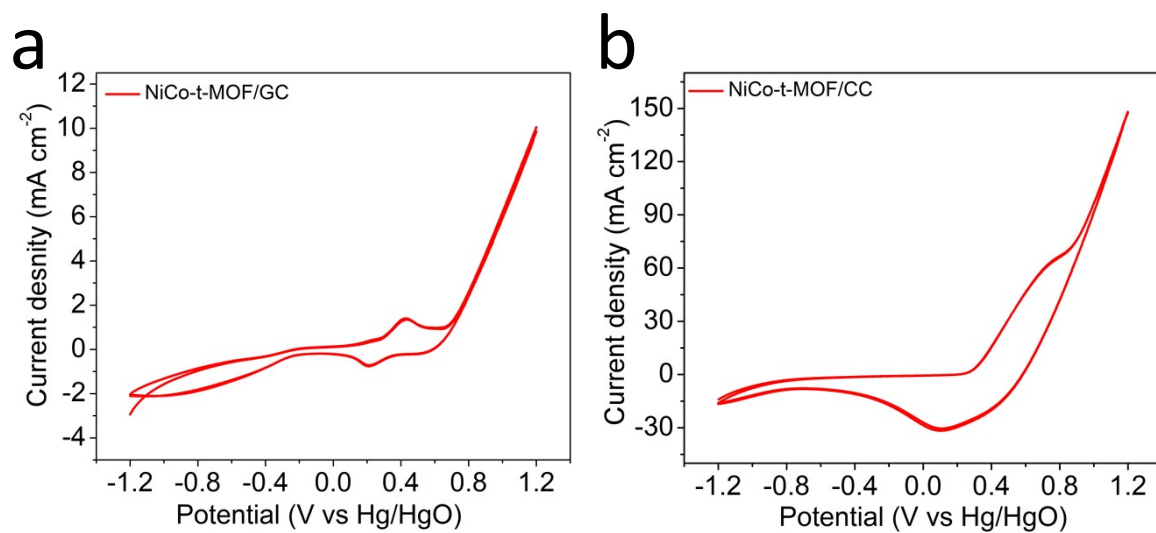 a
12
10
8
6
4
2
0
-2
-4
Current desnity (mA cm-2)
NiCo-t-MOF/GC
-1.2 -0.8 -0.4 0.0 0.4 0.8 1.2
Potential (V vs Hg/HgO)
b
150
120
90
60
30
0
-30
Current density (mA cm-2)
NiCo-t-MOF/CC
-1.2 -0.8 -0.4 0.0 0.4 0.8 1.2
Potential (V vs Hg/HgO)